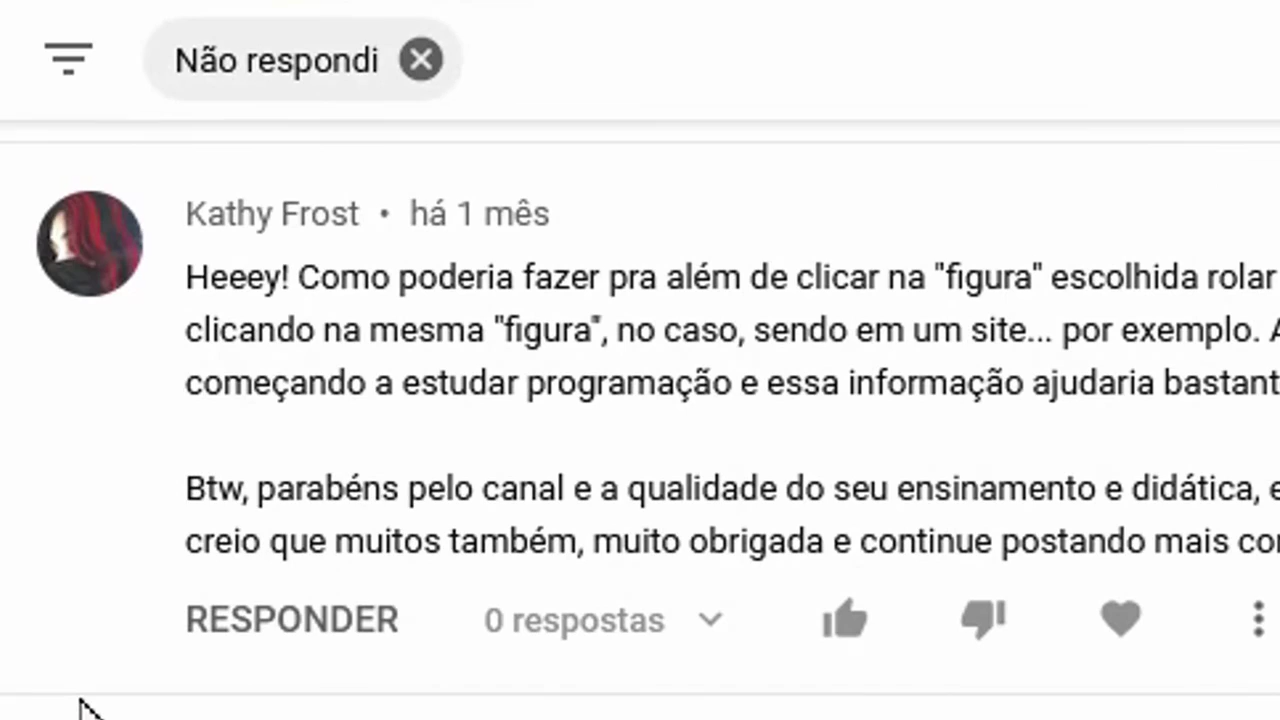 Não respondi
Kathy Frost • há 1 mês
Heeey! Como poderia fazer pra além de clicar na "figura" escolhida rolar
clicando na mesma "figura", no caso, sendo em um site... por exemplo. A
começando a estudar programação e essa informação ajudaria bastant
Btw, parabéns pelo canal e a qualidade do seu ensinamento e didática, e
creio que muitos também, muito obrigada e continue postando mais con
RESPONDER 0 respostas